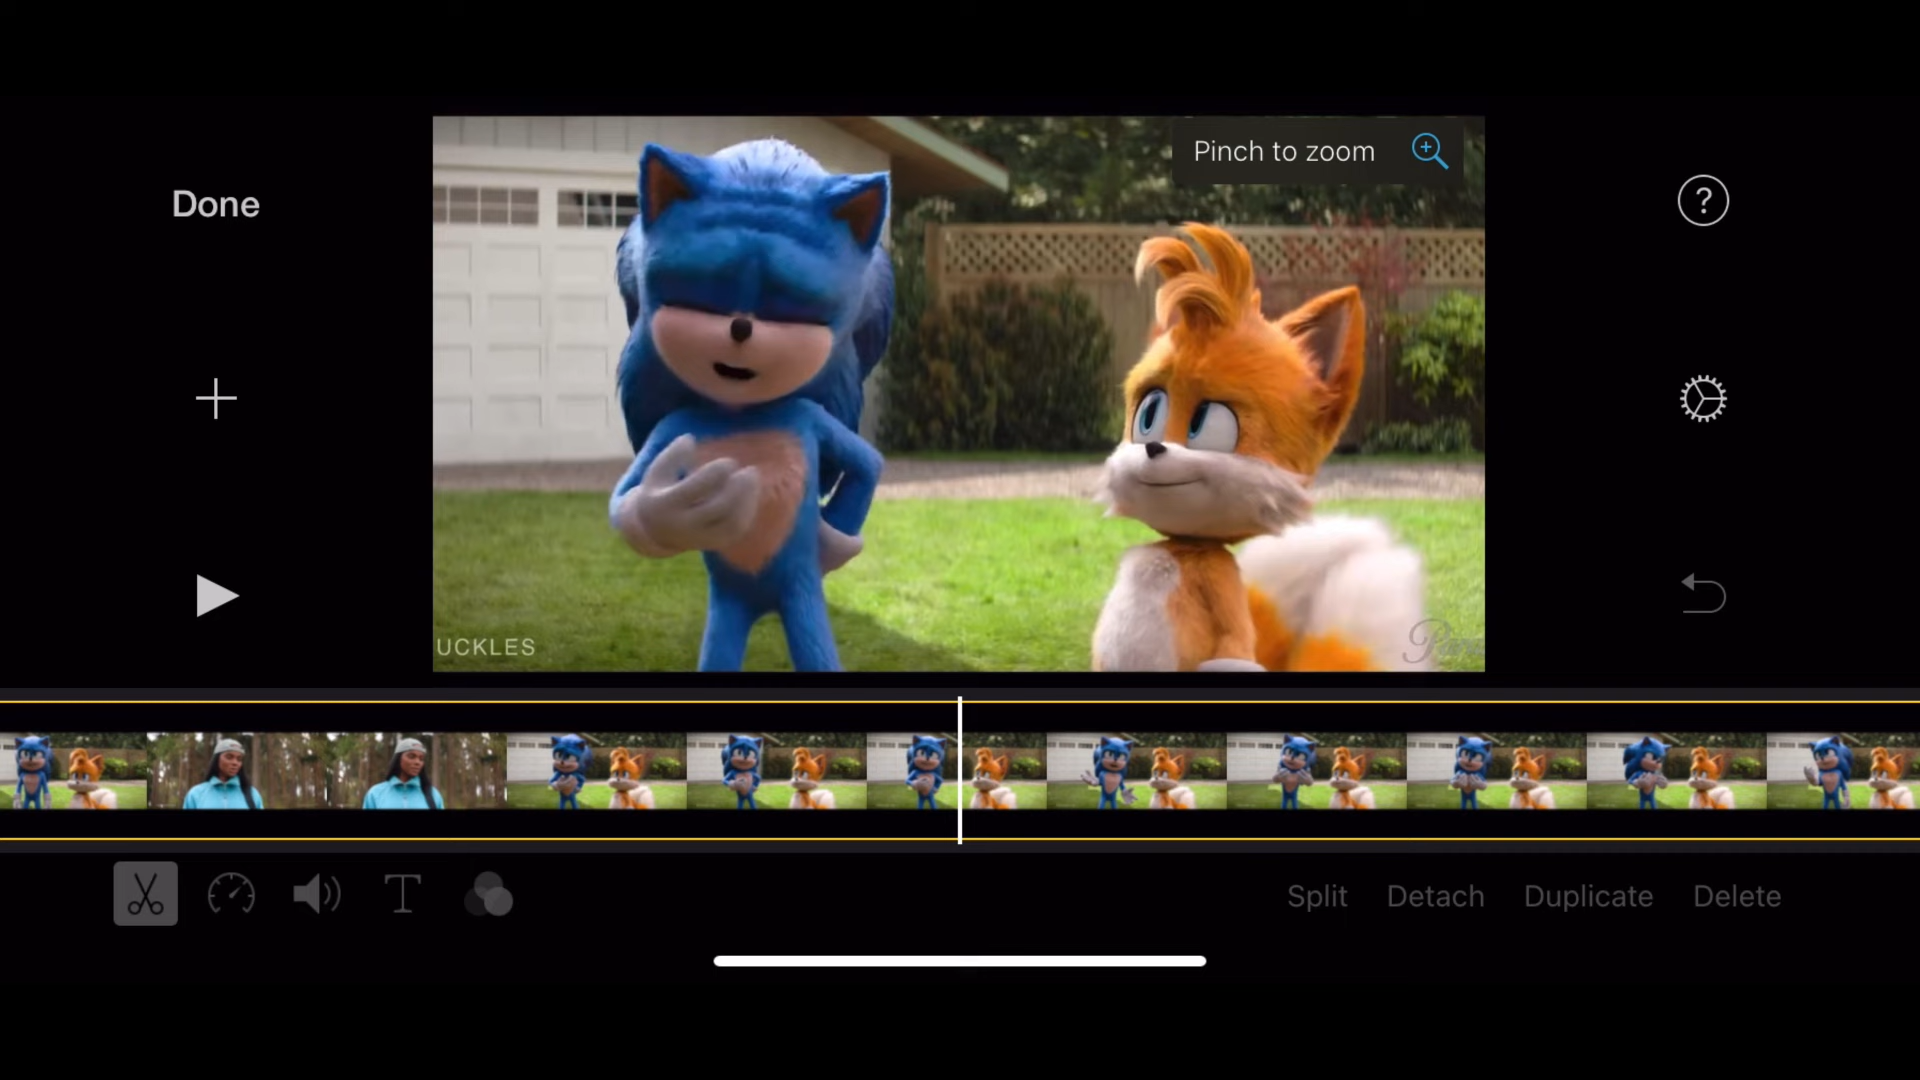 Pinch to zoom
Done
?
UCKLES
Split Detach Duplicate Delete